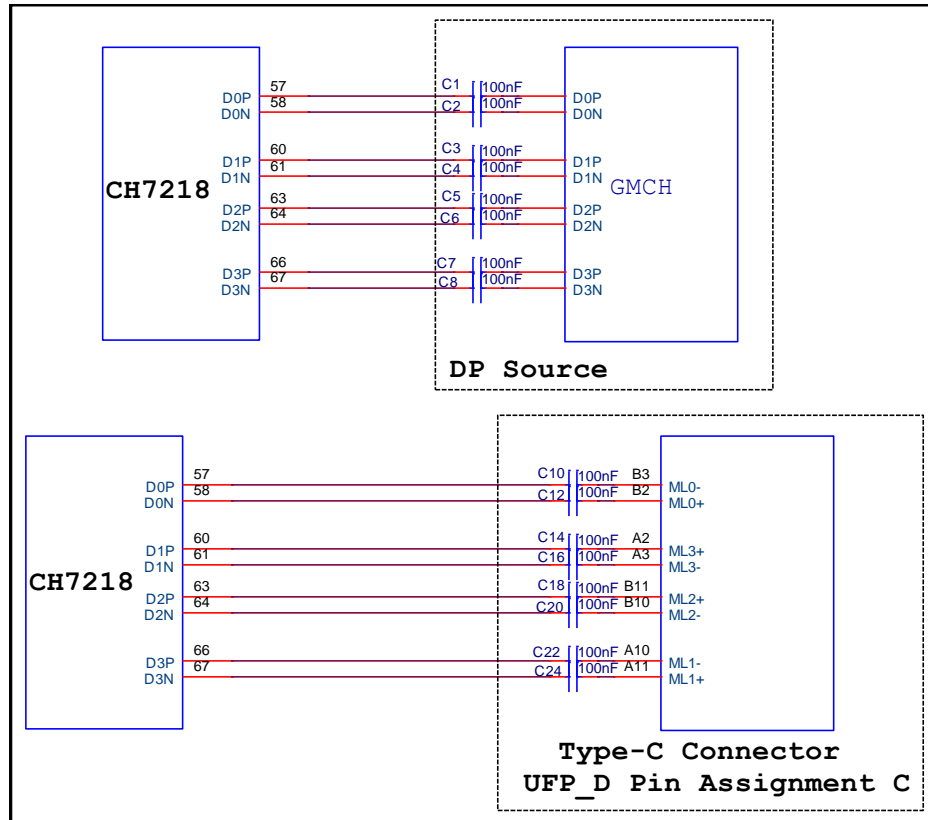 57 C1 100nF
D0P D0P
58 C2 100nF
D0N D0N
60 C3 100nF
D1P D1P
61 C4 100nF
D1N D1N
CH7218 GMCH
63 C5 100nF
D2P D2P
64 C6 100nF
D2N D2N
66 C7 100nF
D3P D3P
67 C8 100nF
D3N D3N
DP Source
57 C10 100nF B3
D0P ML0-
58 C12 100nF B2
D0N ML0+
60 C14 100nF A2
D1P ML3+
61 C16 100nF A3
D1N ML3-
CH7218
63 C18 100nF B11
D2P ML2+
64 C20 100nF B10
D2N ML2-
66 C22 100nF A10
D3P ML1-
67 C24 100nF A11
D3N ML1+
Type-C Connector
UFP_D Pin Assignment C